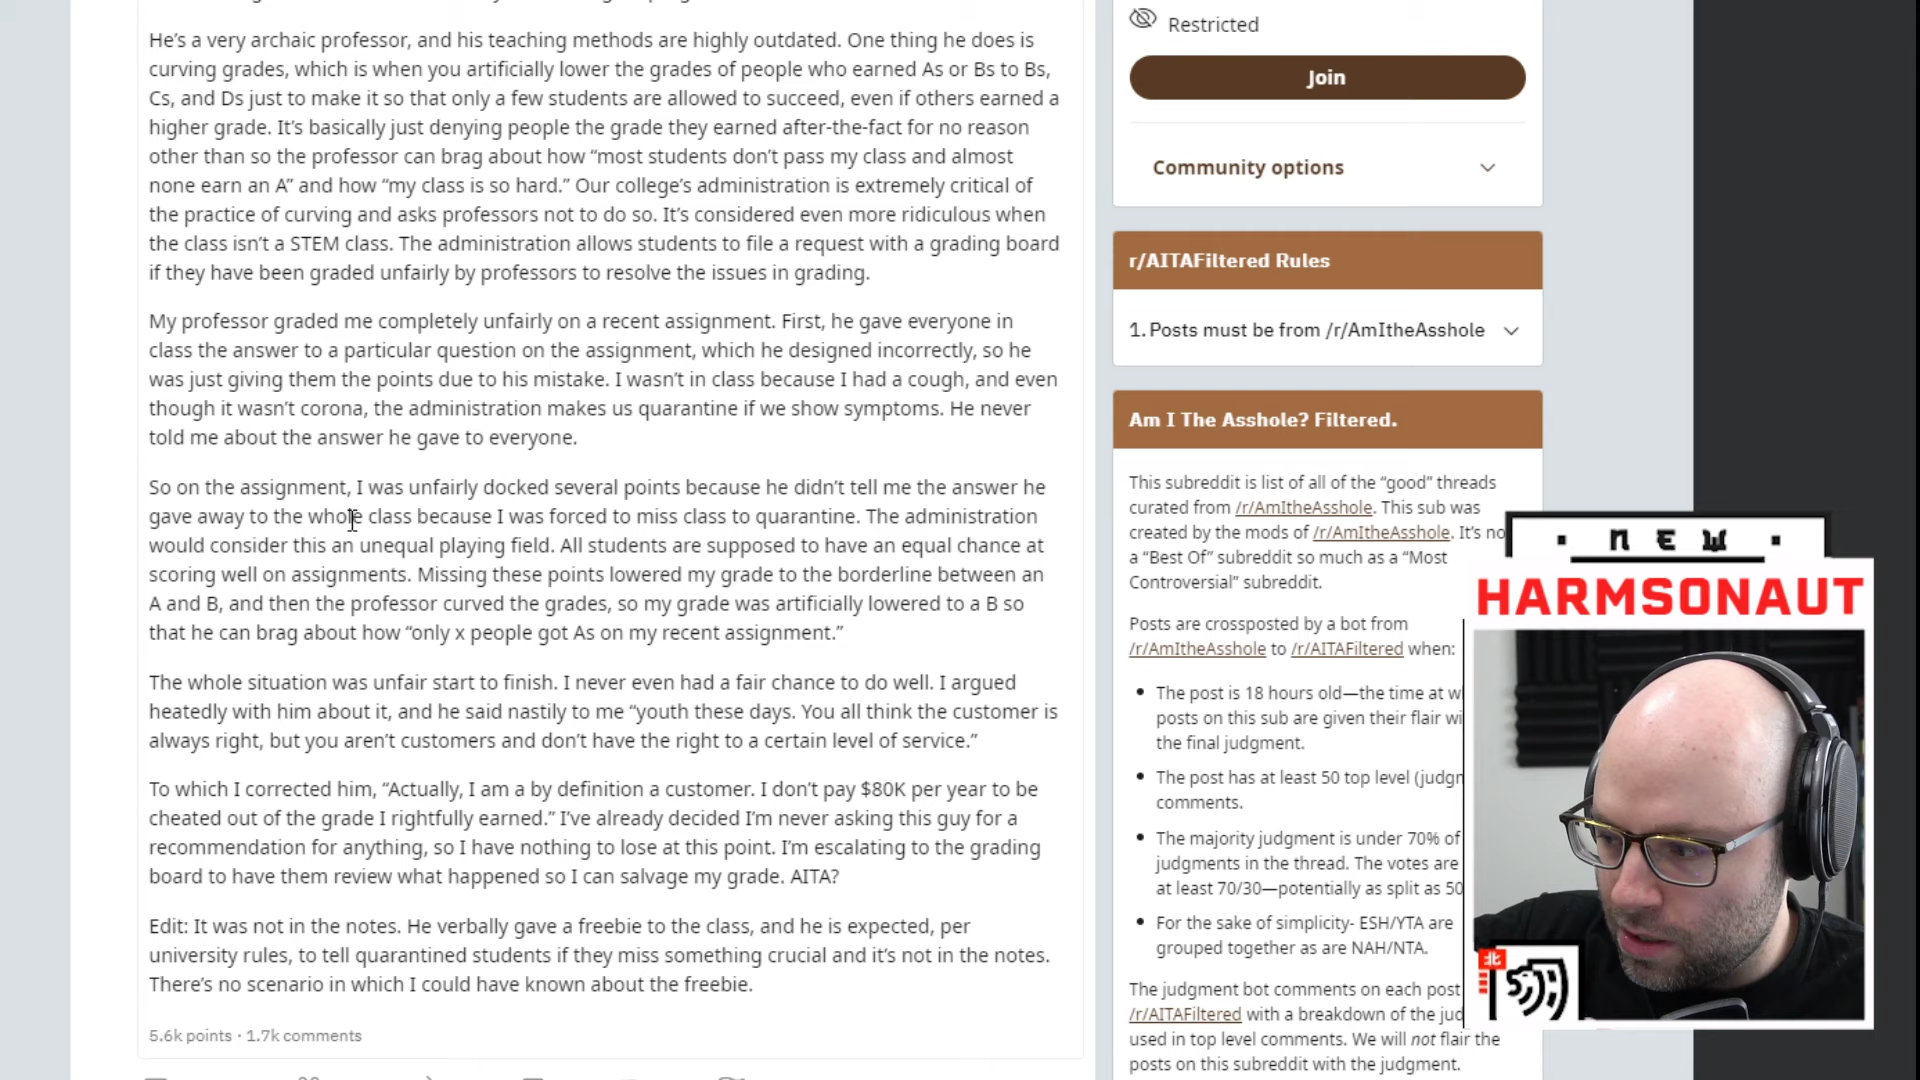 He's a very archaic professor, and his teaching methods are highly outdated. One thing he does is
curving grades, which is when you artificially lower the grades of people who earned As or Bs to Bs,
Cs, and Ds just to make it so that only a few students are allowed to succeed, even if others earned a
higher grade. It's basically just denying people the grade they earned after-the-fact for no reason
other than so the professor can brag about how “most students don't pass my class and almost
none earn an A” and how “my class is so hard.” Our college's administration is extremely critical of
the practice of curving and asks professors not to do so. It's considered even more ridiculous when
the class isn't a STEM class. The administration allows students to file a request with a grading board
if they have been graded unfairly by professors to resolve the issues in grading.
My professor graded me completely unfairly on a recent assignment. First, he gave everyone in
class the answer to a particular question on the assignment, which he designed incorrectly, so he
was just giving them the points due to his mistake. I wasn't in class because I had a cough, and even
though it wasn't corona, the administration makes us quarantine if we show symptoms. He never
told me about the answer he gave to everyone.
So on the assignment, I was unfairly docked several points because he didn't tell me the answer he
gave away to the whole class because I was forced to miss class to quarantine. The administration
would consider this an unequal playing field. All students are supposed to have an equal chance at
scoring well on assignments. Missing these points lowered my grade to the borderline between an
A and B, and then the professor curved the grades, so my grade was artificially lowered to a B so
that he can brag about how “only x people got As on my recent assignment.”
The whole situation was unfair start to finish. I never even had a fair chance to do well. I argued
heatedly with him about it, and he said nastily to me “youth these days. You all think the customer is
always right, but you aren't customers and don't have the right to a certain level of service.”
To which I corrected him, “Actually, I am a by definition a customer. I don't pay $80K per year to be
cheated out of the grade I rightfully earned.” I've already decided I'm never asking this guy for a
recommendation for anything, so I have nothing to lose at this point. I'm escalating to the grading
board to have them review what happened so I can salvage my grade. AITA?
Edit: It was not in the notes. He verbally gave a freebie to the class, and he is expected, per
university rules, to tell quarantined students if they miss something crucial and it's not in the notes.
There's no scenario in which I could have known about the freebie.
5.6k points · 1.7k comments
Restricted
Join
Community options
r/AITAFiltered Rules
1. Posts must be from /r/AmItheAsshole
Am I The Asshole? Filtered.
This subreddit is list of all of the “good” threads
curated from /r/AmItheAsshole. This sub was
created by the mods of /r/AmItheAsshole. It's no
a “Best Of” subreddit so much as a “Most
Controversial” subreddit.
Posts are crossposted by a bot from
/r/AmItheAsshole to /r/AITAFiltered when:
The post is 18 hours old—the time at w
posts on this sub are given their flair wi
the final judgment.
The post has at least 50 top level (judgr
comments.
The majority judgment is under 70% of
judgments in the thread. The votes are
at least 70/30—potentially as split as 50
For the sake of simplicity- ESH/YTA are
grouped together as are NAH/NTA.
The judgment bot comments on each post
/r/AITAFiltered with a breakdown of the jud
used in top level comments. We will not flair the
posts on this subreddit with the judgment.
· NEW ·
HARMSONAUT
北